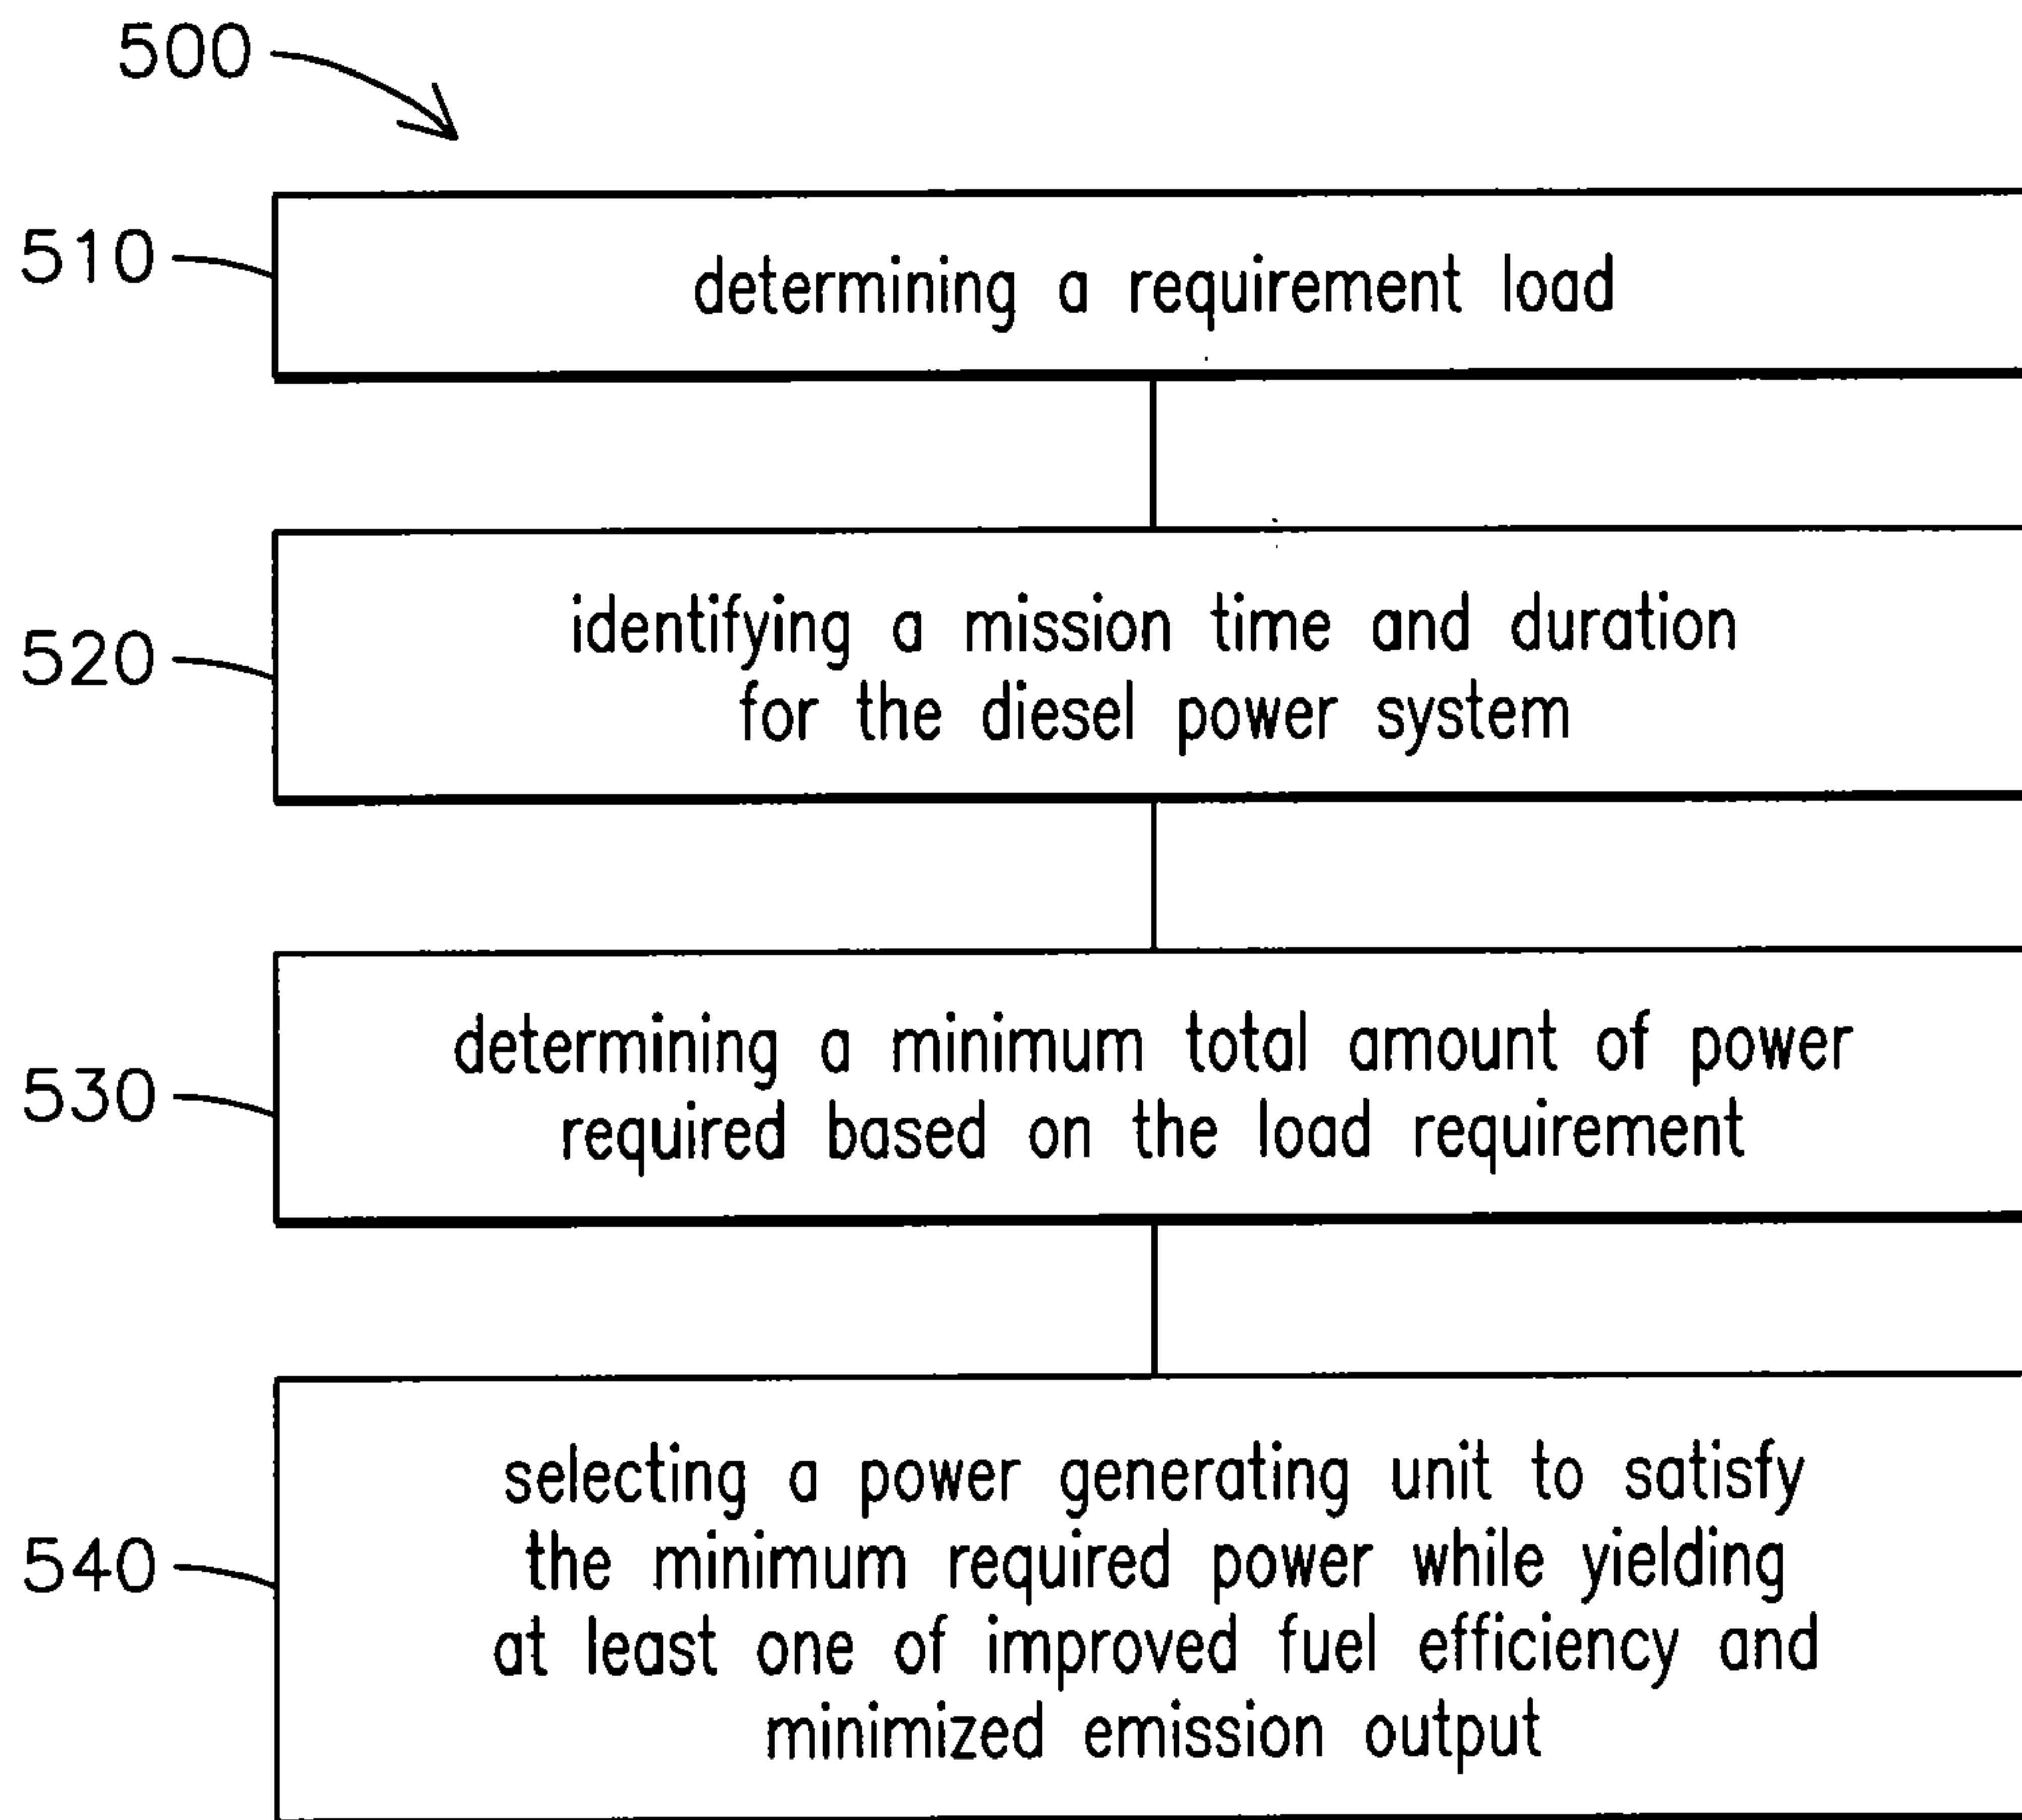 500
510
determining a requirement load
520
identifying a mission time and duration
for the diesel power system
530
determining a minimum total amount of power
required based on the load requirement
540
selecting a power generating unit to satisfy
the minimum required power while yielding
at least one of improved fuel efficiency and
minimized emission output